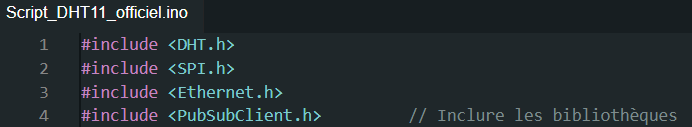 Script_DHT11_officiel.ino
1 #include <DHT.h>
2 #include <SPI.h>
3 #include <Ethernet.h>
4 #include <PubSubClient.h> // Inclure les bibliothèques